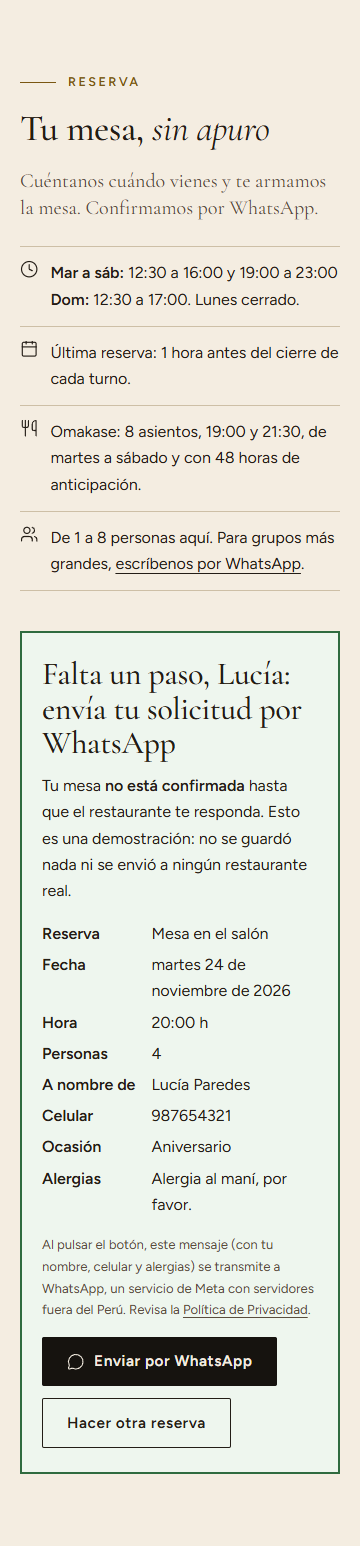 RESERVA
Tu mesa, sin apuro
Cuéntanos cuándo vienes y te armamos
la mesa. Confirmamos por WhatsApp.
Mar a sáb: 12:30 a 16:00 y 19:00 a 23:00
Dom: 12:30 a 17:00. Lunes cerrado.
Última reserva: 1 hora antes del cierre de
cada turno.
Omakase: 8 asientos, 19:00 y 21:30, de
martes a sábado y con 48 horas de
anticipación.
De 1 a 8 personas aquí. Para grupos más
grandes, escríbenos por WhatsApp.
Falta un paso, Lucía:
envía tu solicitud por
WhatsApp
Tu mesa no está confirmada hasta
que el restaurante te responda. Esto
es una demostración: no se guardó
nada ni se envió a ningún restaurante
real.
Reserva Mesa en el salón
Fecha martes 24 de
noviembre de 2026
Hora 20:00 h
Personas 4
A nombre de Lucía Paredes
Celular 987654321
Ocasión Aniversario
Alergias Alergia al maní, por
favor.
Al pulsar el botón, este mensaje (con tu
nombre, celular y alergias) se transmite a
WhatsApp, un servicio de Meta con servidores
fuera del Perú. Revisa la Política de Privacidad.
Enviar por WhatsApp
Hacer otra reserva